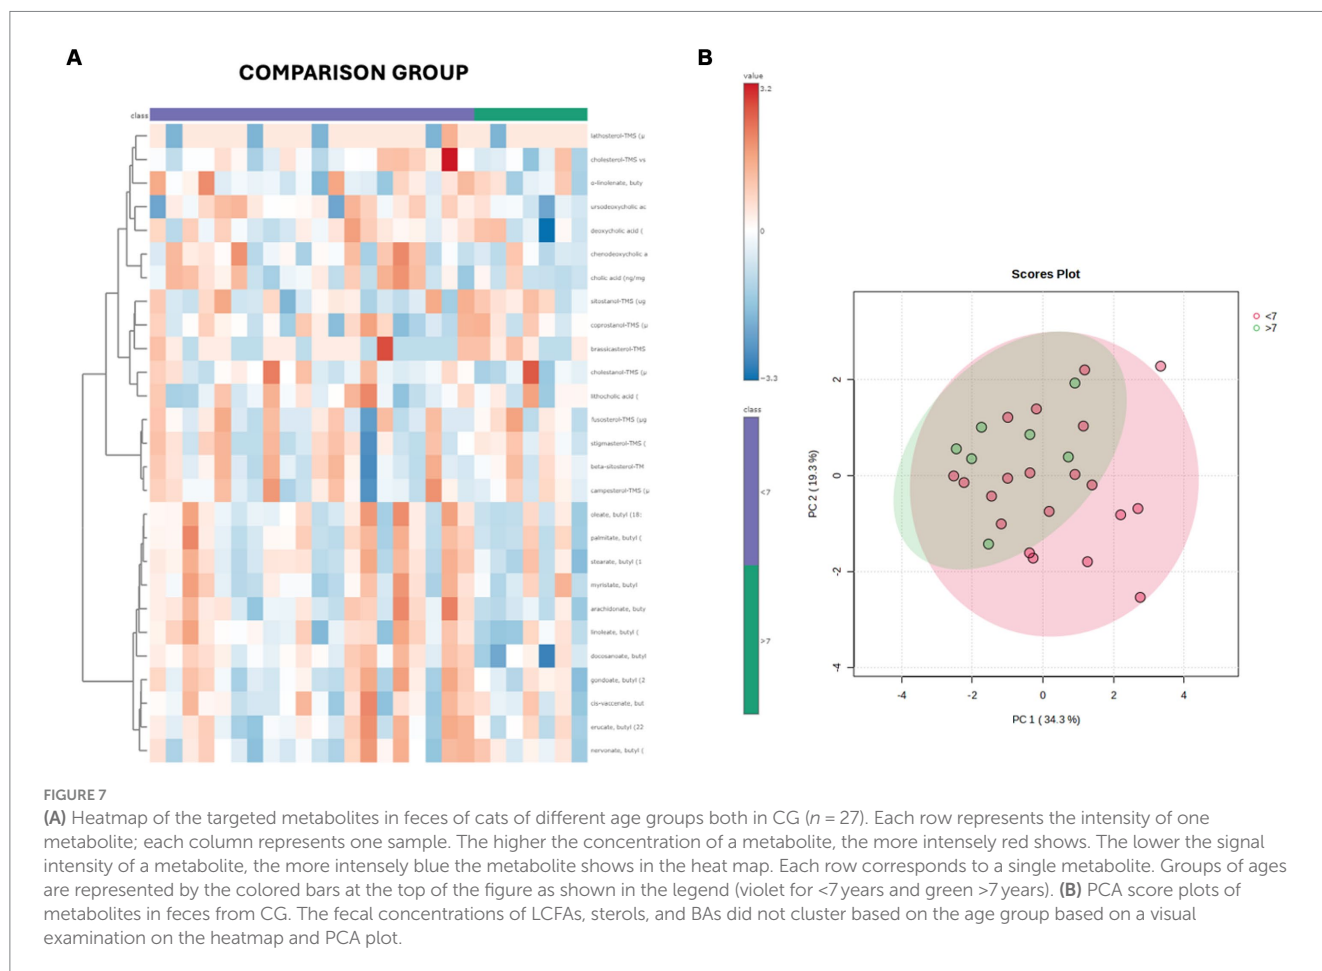 A
B
COMPARISON GROUP
class
lathosterol-TMS (µ
cholesterol-TMS vs
α-linolenate, buty
ursodeoxycholic ac
deoxycholic acid (
chenodeoxycholic a
cholic acid (ng/mg
sitostanol-TMS (ug
coprostanol-TMS (µ
brassicasterol-TMS
cholestanol-TMS (µ
lithocholic acid (
fusosterol-TMS (µg
stigmasterol-TMS (
beta-sitosterol-TM
campesterol-TMS (µ
oleate, butyl (18:
palmitate, butyl (
stearate, butyl (1
myristate, butyl
arachidonate, buty
linoleate, butyl (
docosanoate, butyl
gondoate, butyl (2
cis-vaccenate, but
erucate, butyl (22
nervonate, butyl (
value
3.2
0
−3.3
class
<7
>7
Scores Plot
<7
>7
PC 2 ( 19.3 %)
2
0
-2
-4
-4
-2
0
2
4
PC 1 ( 34.3 %)
FIGURE 7
(A) Heatmap of the targeted metabolites in feces of cats of different age groups both in CG (n = 27). Each row represents the intensity of one
metabolite; each column represents one sample. The higher the concentration of a metabolite, the more intensely red shows. The lower the signal
intensity of a metabolite, the more intensely blue the metabolite shows in the heat map. Each row corresponds to a single metabolite. Groups of ages
are represented by the colored bars at the top of the figure as shown in the legend (violet for <7 years and green >7 years). (B) PCA score plots of
metabolites in feces from CG. The fecal concentrations of LCFAs, sterols, and BAs did not cluster based on the age group based on a visual
examination on the heatmap and PCA plot.